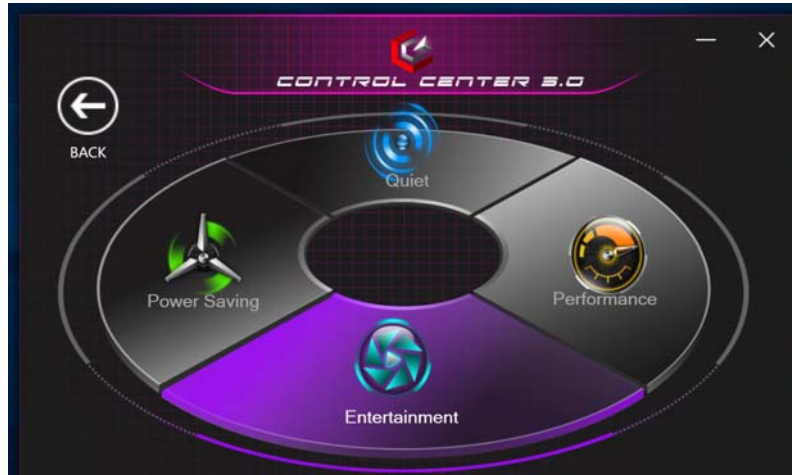 CONTROL CENTER 3.0
BACK
Quiet
Power Saving
Performance
Entertainment